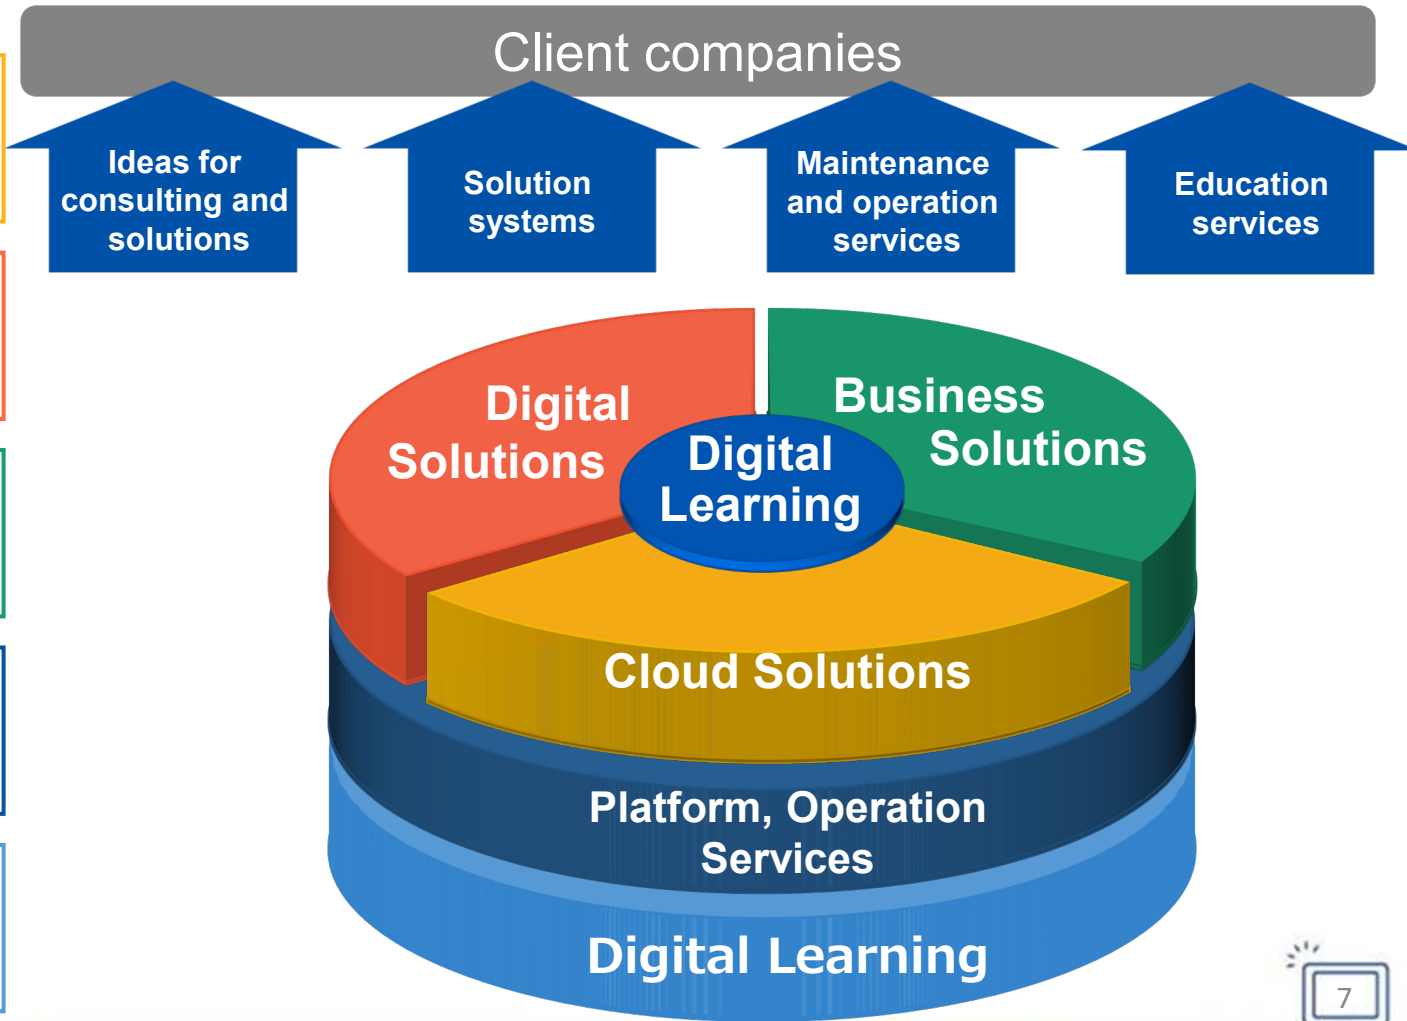 Client companies
Ideas for
consulting and
solutions
Solution
systems
Maintenance
and operation
services
Education
services
Digital
Solutions
Business
Solutions
Digital
Learning
Cloud Solutions
Platform, Operation
Services
Digital Learning
7